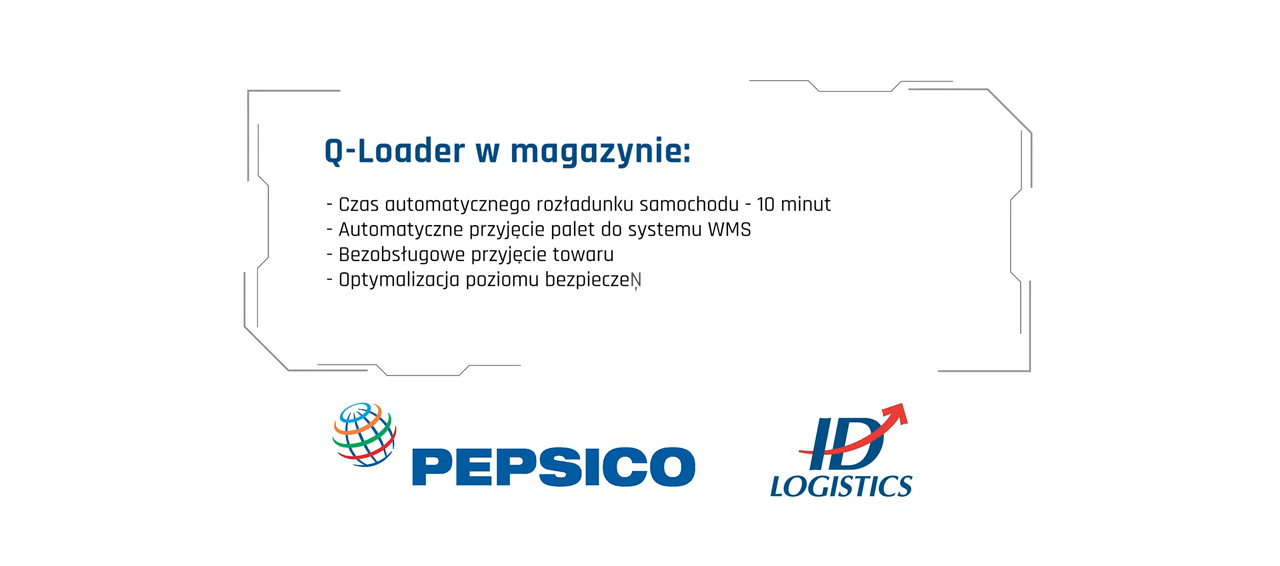 Q-Loader w magazynie:
- Czas automatycznego rozładunku samochodu - 10 minut
- Automatyczne przyjęcie palet do systemu WMS
- Bezobsługowe przyjęcie towaru
- Optymalizacja poziomu bezpieczeŅ
PEPSICO
ID
LOGISTICS